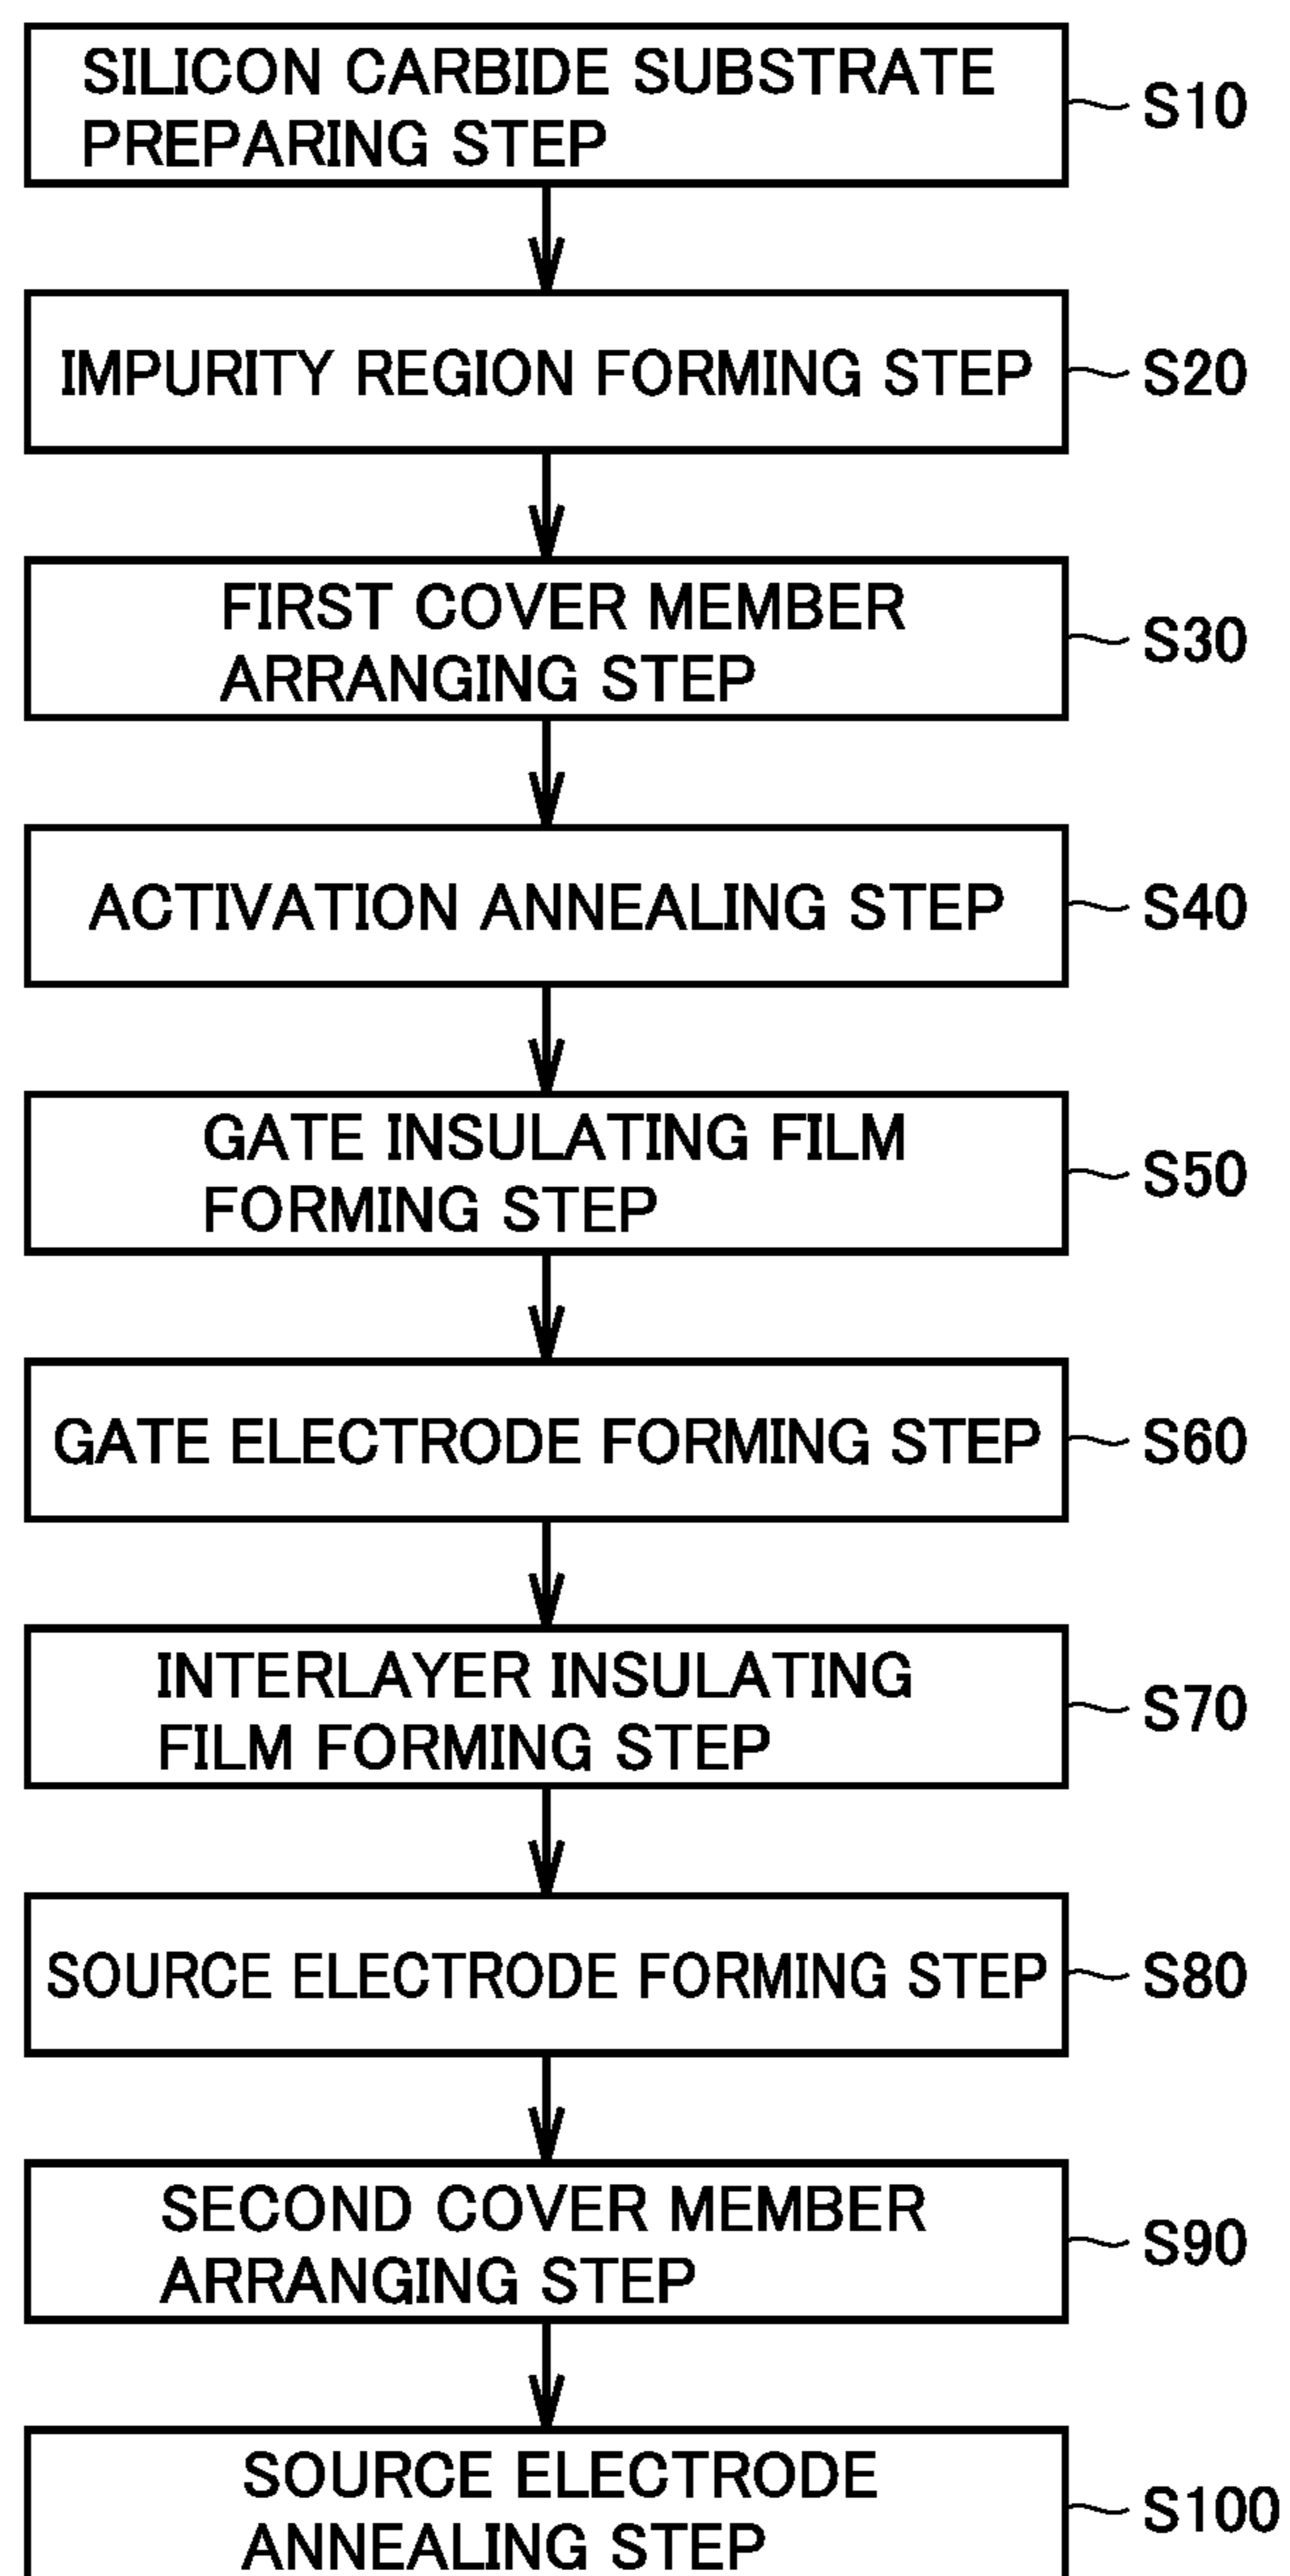 SILICON CARBIDE SUBSTRATE
PREPARING STEP
S10
IMPURITY REGION FORMING STEP
S20
FIRST COVER MEMBER
ARRANGING STEP
S30
ACTIVATION ANNEALING STEP
S40
GATE INSULATING FILM
FORMING STEP
S50
GATE ELECTRODE FORMING STEP
S60
INTERLAYER INSULATING
FILM FORMING STEP
S70
SOURCE ELECTRODE FORMING STEP
S80
SECOND COVER MEMBER
ARRANGING STEP
S90
SOURCE ELECTRODE
ANNEALING STEP
S100